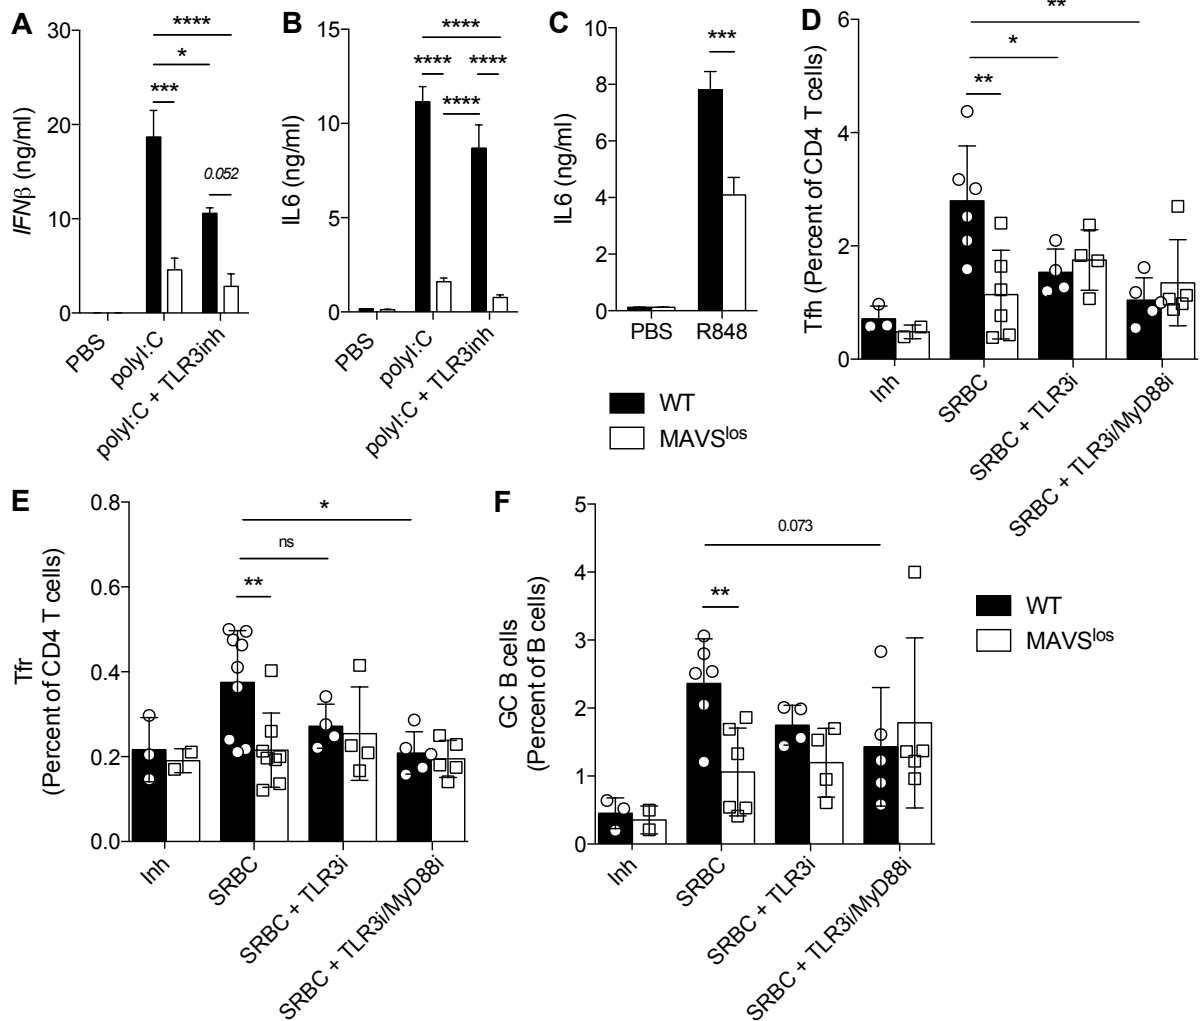 A
IFNβ (ng/ml)
30
20
10
0
****
*
***
0.052
PBS
polyI:C
polyI:C + TLR3inh
B
IL6 (ng/ml)
15
10
5
0
****
**** ****
****
PBS
polyI:C
polyI:C + TLR3inh
C
IL6 (ng/ml)
10
8
6
4
2
0
***
PBS R848
WT
MAVSlos
D
Tfh (Percent of CD4 T cells)
6
4
2
0
**
*
**
Inh
SRBC
SRBC + TLR3i
SRBC + TLR3i/MyD88i
E
Tfr
(Percent of CD4 T cells)
0.8
0.6
0.4
0.2
0.0
*
ns
**
Inh
SRBC
SRBC + TLR3i
SRBC + TLR3i/MyD88i
F
GC B cells
(Percent of B cells)
5
4
3
2
1
0
0.073
**
Inh
SRBC
SRBC + TLR3i
SRBC + TLR3i/MyD88i
WT
MAVSlos